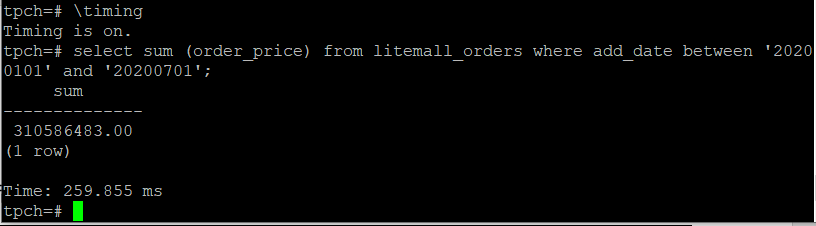 tpch=# \timing
Timing is on.
tpch=# select sum (order_price) from litemall_orders where add_date between '2020
0101' and '20200701';
     sum
--------------
 310586483.00
(1 row)

Time: 259.855 ms
tpch=#